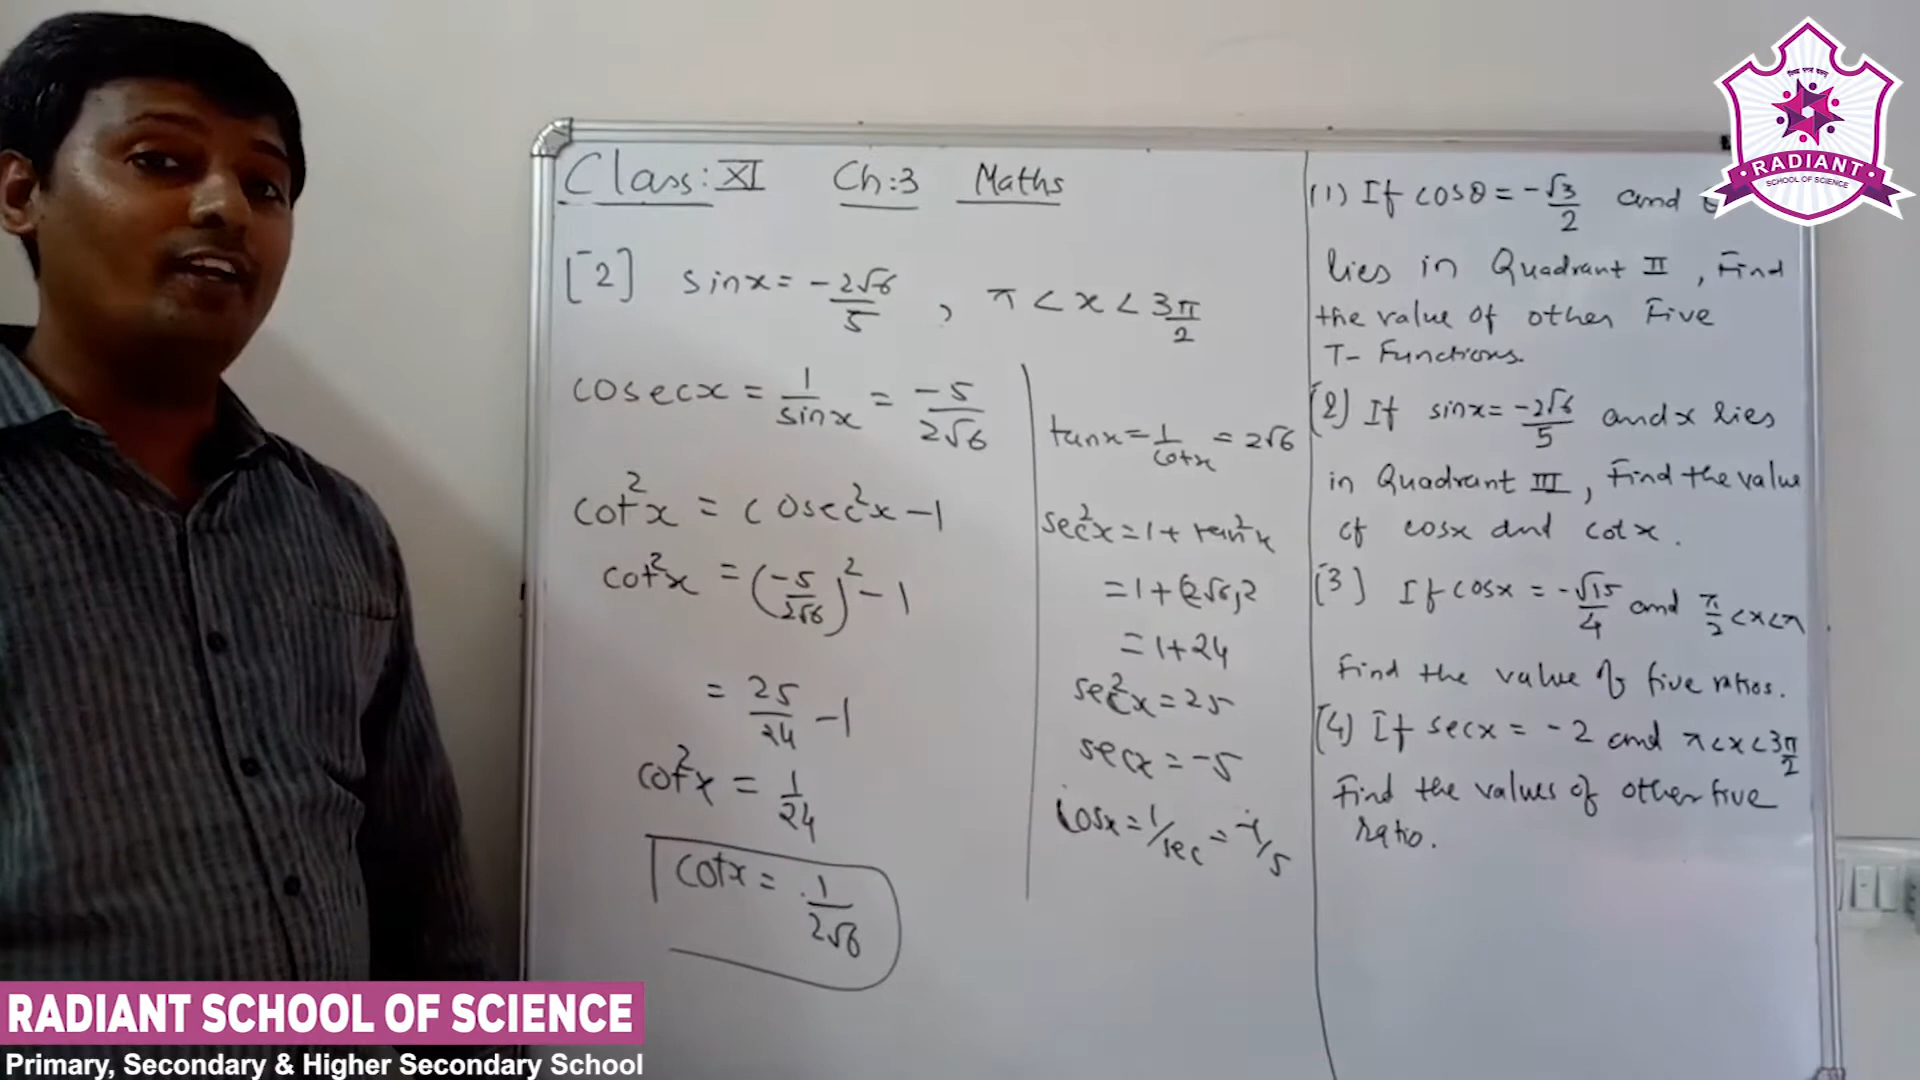 Class: XI Ch:3 Maths
[2] sinx = -2√6/5 , π < x < 3π/2
cosecx = 1/sinx = -5/2√6
cot²x = cosec²x - 1
cot²x = (-5/2√6)² - 1
= 25/24 - 1
cot²x = 1/24
cotx = 1/2√6
tanx = 1/cotx = 2√6
sec²x = 1 + tan²x
= 1 + (2√6)²
= 1 + 24
sec²x = 25
secx = -5
cosx = 1/sec = -1/5
(1) If cosθ = -√3/2 and
lies in Quadrant II , Find
the value of other Five
T- Functions.
(2) If sinx = -2√6/5 and x lies
in Quadrant III, Find the value
of cosx and cotx.
[3] If cosx = -√15/4 and π/2 < x < π
Find the value of five ratios.
(4) If secx = -2 and π < x < 3π/2
Find the values of other five
ratio.
RADIANT
SCHOOL OF SCIENCE
RADIANT SCHOOL OF SCIENCE
Primary, Secondary & Higher Secondary School